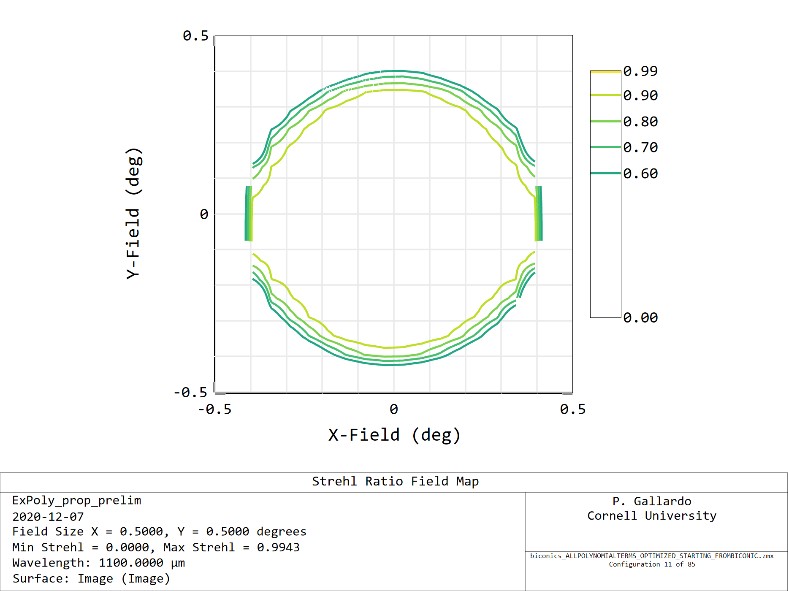 0.5
0
-0.5
Y-Field (deg)
-0.5 0 0.5
X-Field (deg)
0.99
0.90
0.80
0.70
0.60
0.00
Strehl Ratio Field Map
ExPoly_prop_prelim
2020-12-07
Field Size X = 0.5000, Y = 0.5000 degrees
Min Strehl = 0.0000, Max Strehl = 0.9943
Wavelength: 1100.0000 µm
Surface: Image (Image)
P. Gallardo
Cornell University
biconics_ALLPOLYNOMIALTERMS_OPTIMIZED_STARTING_FROMBICONIC.zmx
Configuration 11 of 85